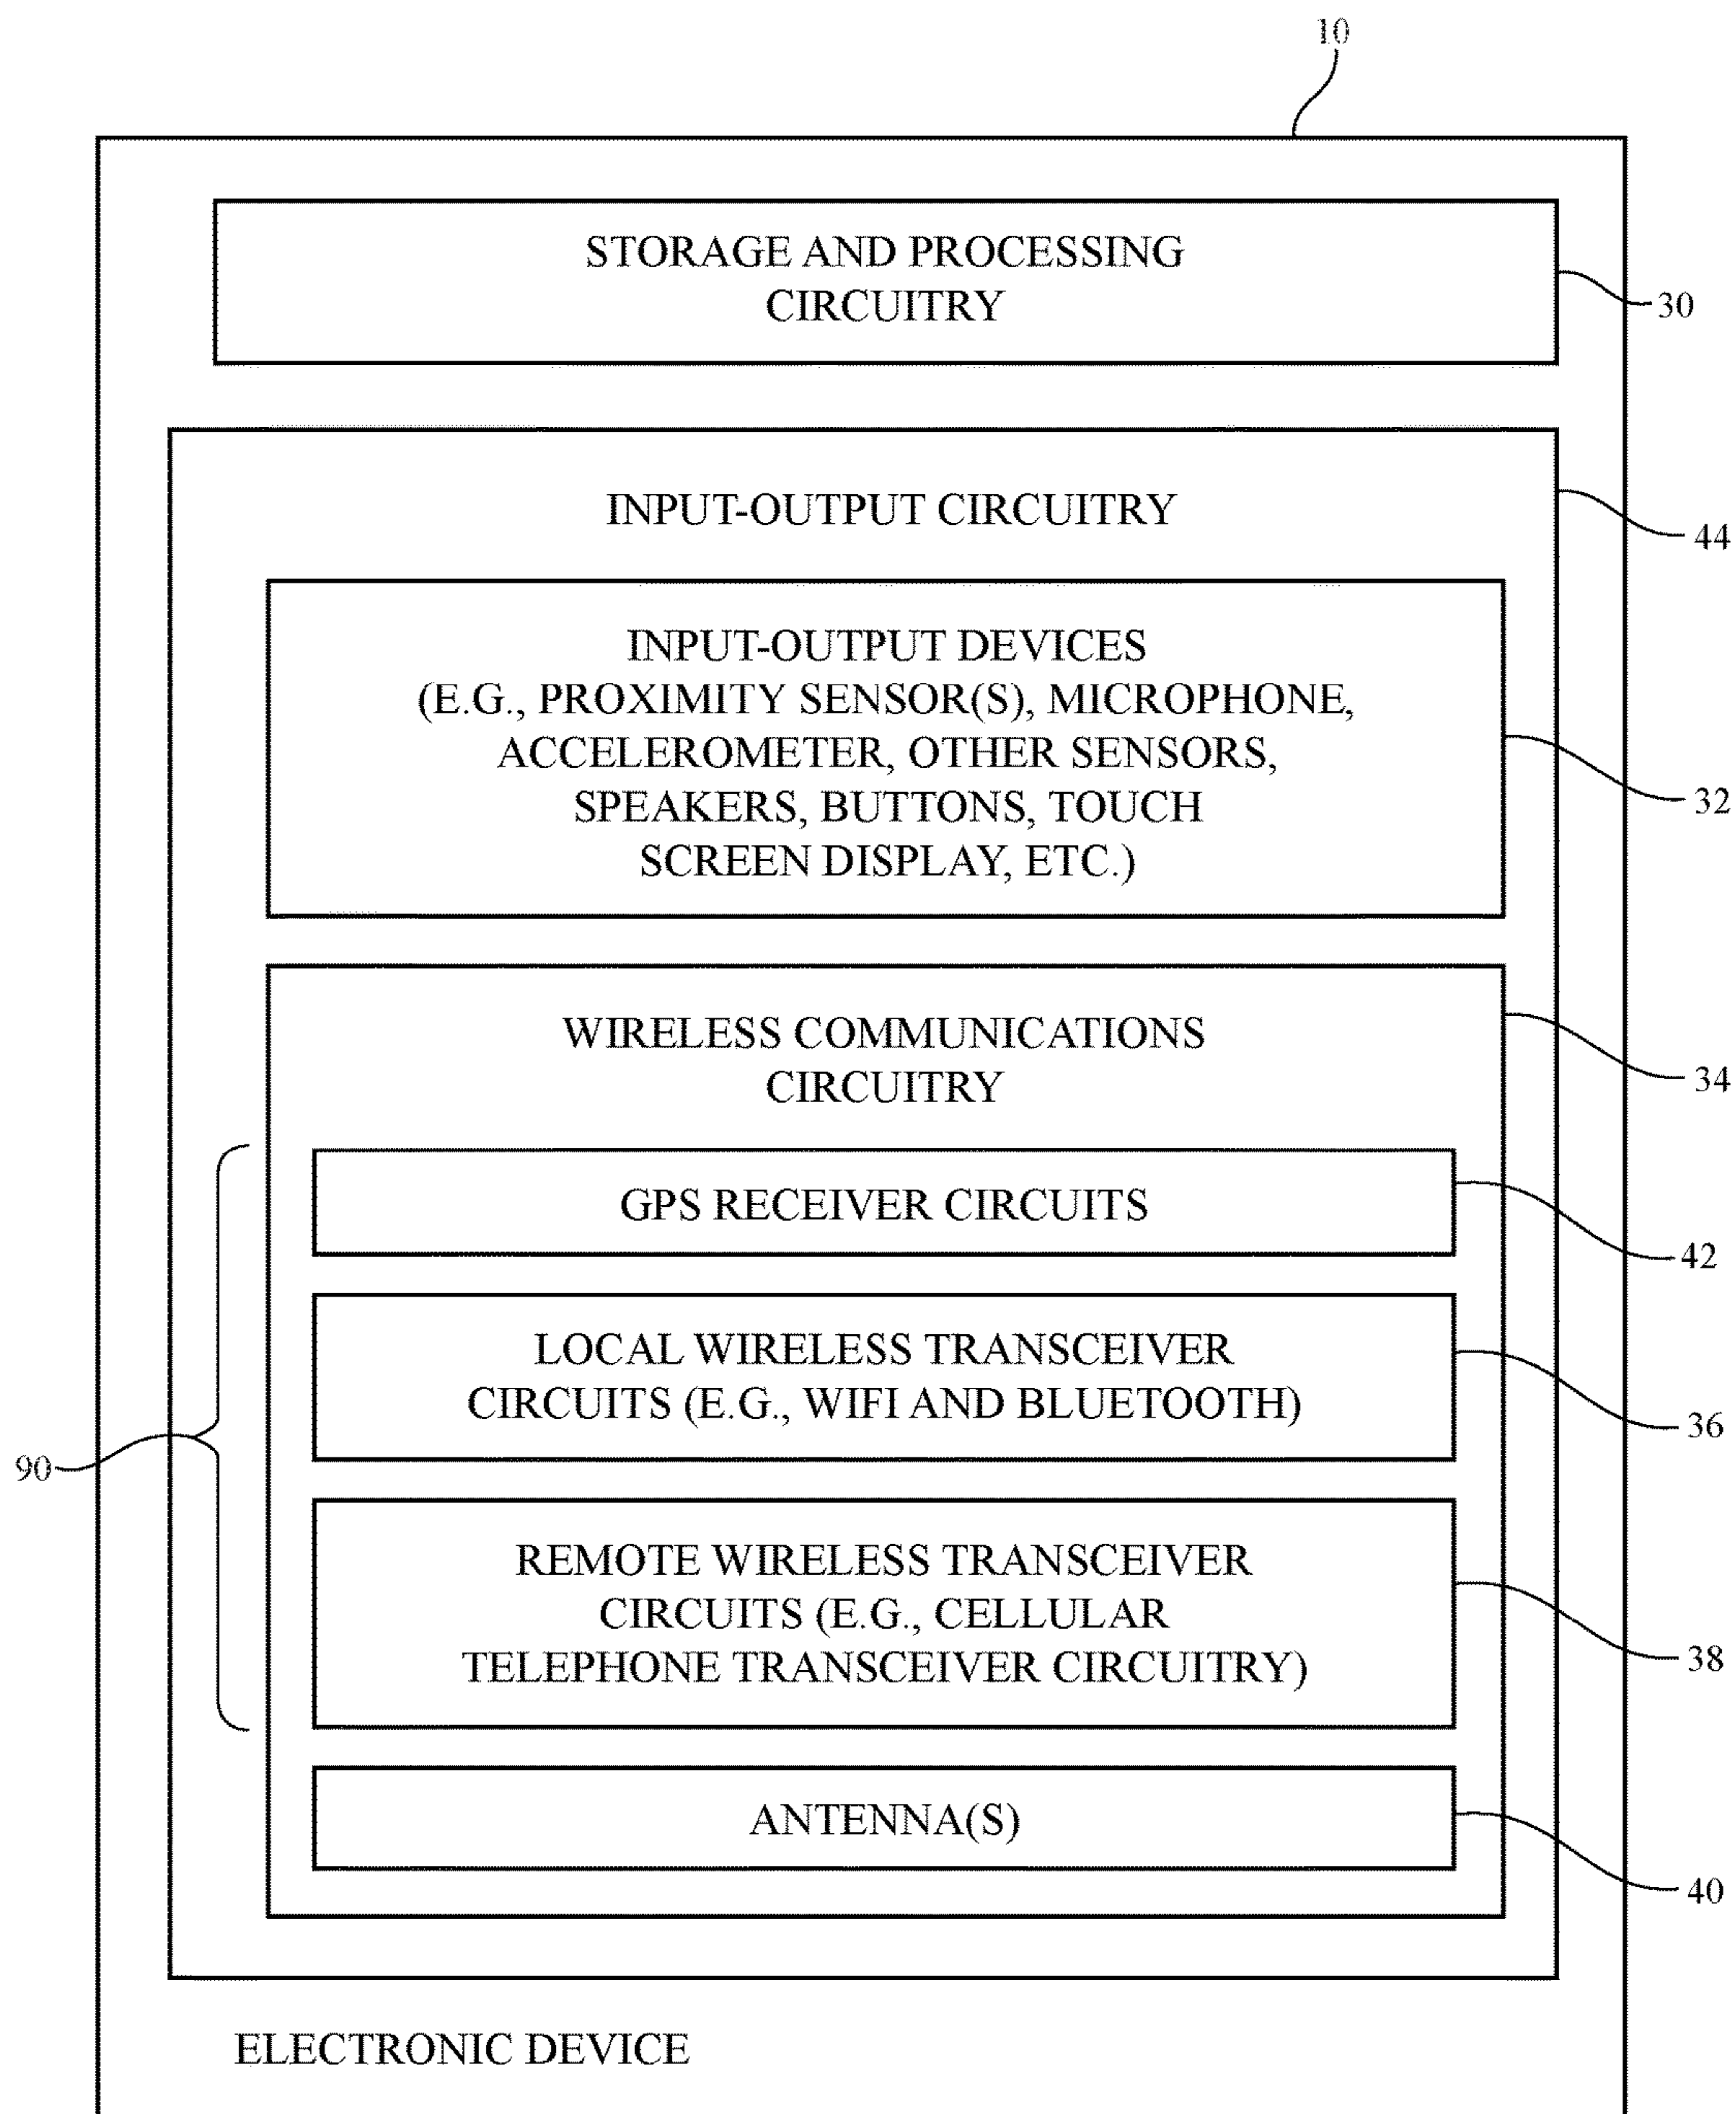 10
STORAGE AND PROCESSING
CIRCUITRY
30
INPUT-OUTPUT CIRCUITRY
44
INPUT-OUTPUT DEVICES
(E.G., PROXIMITY SENSOR(S), MICROPHONE,
ACCELEROMETER, OTHER SENSORS,
SPEAKERS, BUTTONS, TOUCH
SCREEN DISPLAY, ETC.)
32
WIRELESS COMMUNICATIONS
CIRCUITRY
34
GPS RECEIVER CIRCUITS
42
LOCAL WIRELESS TRANSCEIVER
CIRCUITS (E.G., WIFI AND BLUETOOTH)
36
90
REMOTE WIRELESS TRANSCEIVER
CIRCUITS (E.G., CELLULAR
TELEPHONE TRANSCEIVER CIRCUITRY)
38
ANTENNA(S)
40
ELECTRONIC DEVICE